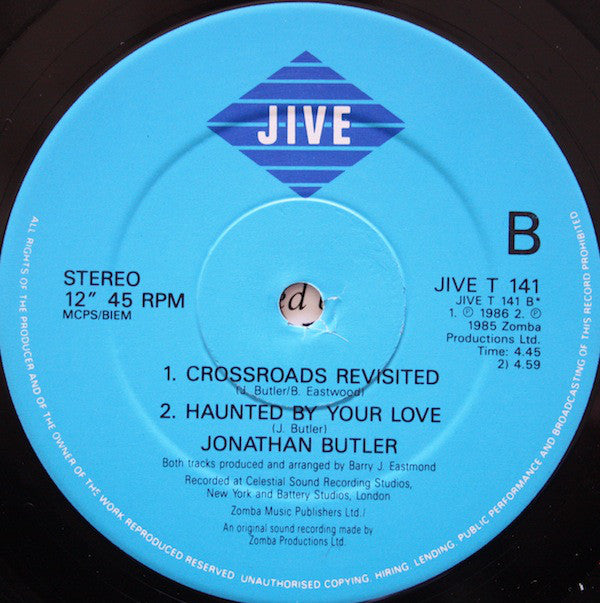 JIVE
B
STEREO
12" 45 RPM
MCPS/BIEM
JIVE T 141
JIVE T 141 B*
1. ℗ 1986 2. ℗
1985 Zomba
Productions Ltd.
Time: 4.45
2) 4.59
ed
1. CROSSROADS REVISITED
(J. Butler/B. Eastwood)
2. HAUNTED BY YOUR LOVE
(J. Butler)
JONATHAN BUTLER
Both tracks produced and arranged by Barry J. Eastmond
Recorded at Celestial Sound Recording Studios,
New York and Battery Studios, London
Zomba Music Publishers Ltd./
An original sound recording made by
Zomba Productions Ltd.
ALL RIGHTS OF THE PRODUCER AND OF THE OWNER OF THE WORK REPRODUCED RESERVED. UNAUTHORISED COPYING, HIRING, LENDING, PUBLIC PERFORMANCE AND BROADCASTING OF THIS RECORD PROHIBITED